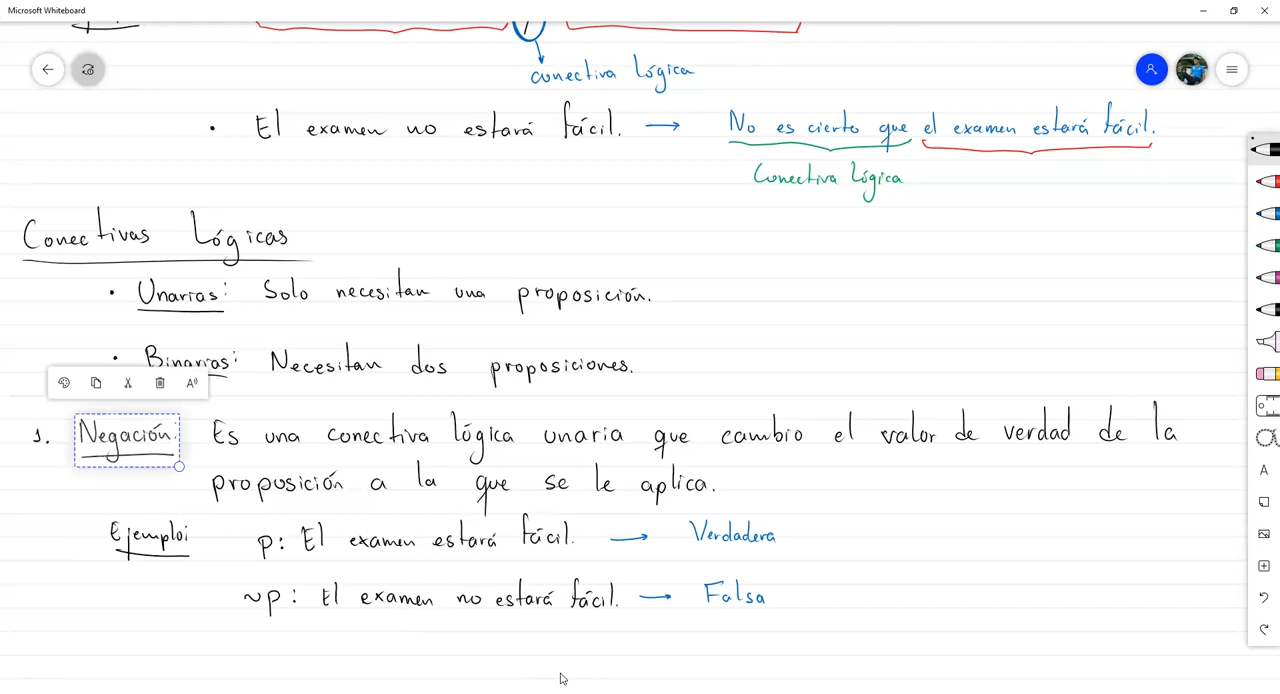 Microsoft Whiteboard
conectiva lógica
• El examen no estará fácil. → No es cierto que el examen estará fácil.
Conectiva lógica
Conectivas Lógicas
• Unarias: Solo necesitan una proposición.
• Binarias: Necesitan dos proposiciones.
1. Negación: Es una conectiva lógica unaria que cambio el valor de verdad de la
proposición a la que se le aplica.
Ejemplo: p: El examen estará fácil. → Verdadera
~p: El examen no estará fácil. → Falsa